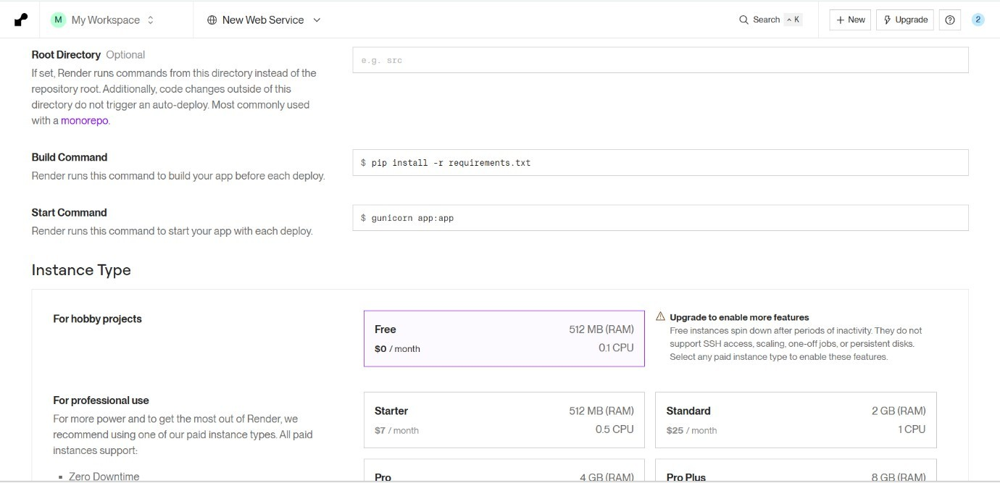 M My Workspace
New Web Service
Search ^ K
+ New
Upgrade
?
2
Root Directory Optional
If set, Render runs commands from this directory instead of the
repository root. Additionally, code changes outside of this
directory do not trigger an auto-deploy. Most commonly used
with a monorepo.
e.g. src
Build Command
Render runs this command to build your app before each deploy.
$ pip install -r requirements.txt
Start Command
Render runs this command to start your app with each deploy.
$ gunicorn app:app
Instance Type
For hobby projects
Free 512 MB (RAM)
$0 / month 0.1 CPU
Upgrade to enable more features
Free instances spin down after periods of inactivity. They do not
support SSH access, scaling, one-off jobs, or persistent disks.
Select any paid instance type to enable these features.
For professional use
For more power and to get the most out of Render, we
recommend using one of our paid instance types. All paid
instances support:
▪ Zero Downtime
Starter 512 MB (RAM)
$7 / month 0.5 CPU
Standard 2 GB (RAM)
$25 / month 1 CPU
Pro 4 GB (RAM)
Pro Plus 8 GB (RAM)